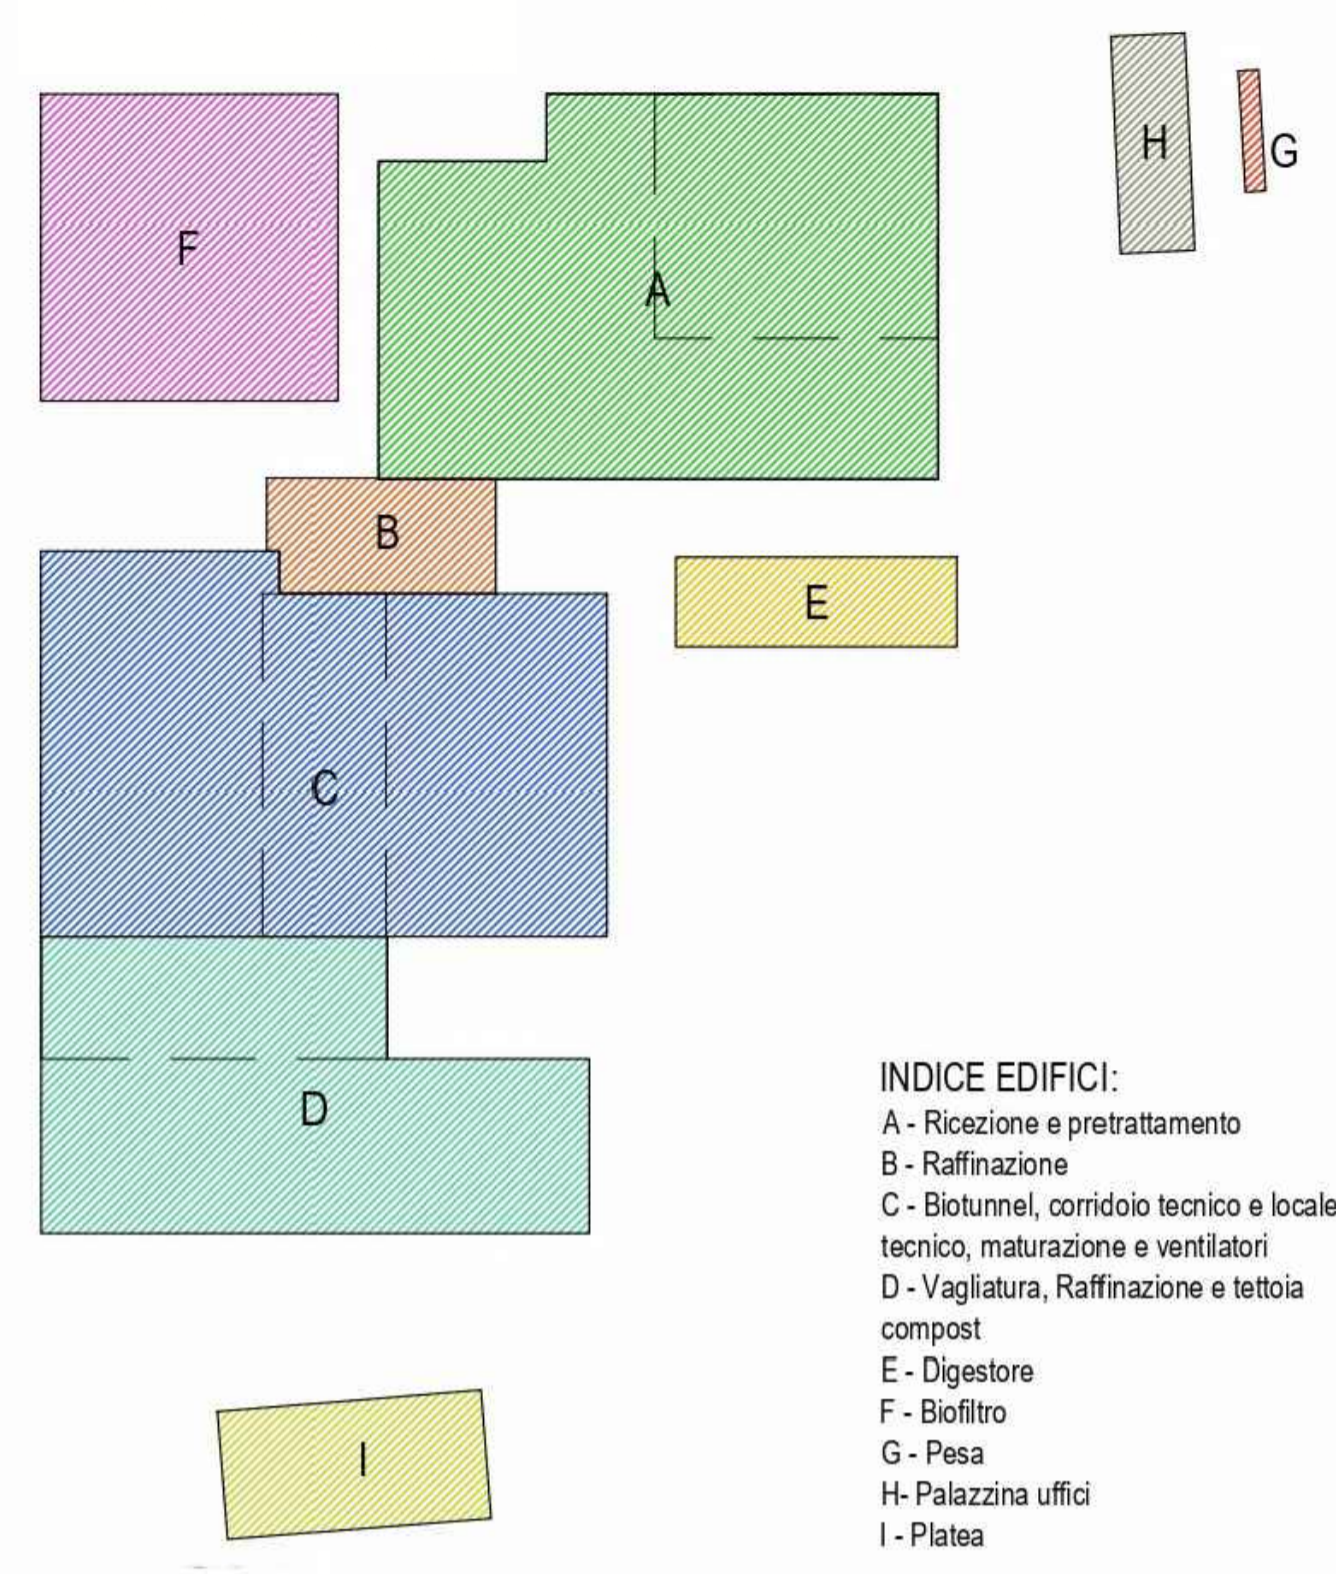 H
G
F
A
B
E
C
D
I
INDICE EDIFICI:
A - Ricezione e pretrattamento
B - Raffinazione
C - Biotunnel, corridoio tecnico e locale
tecnico, maturazione e ventilatori
D - Vagliatura, Raffinazione e tettoia
compost
E - Digestore
F - Biofiltro
G - Pesa
H- Palazzina uffici
I - Platea